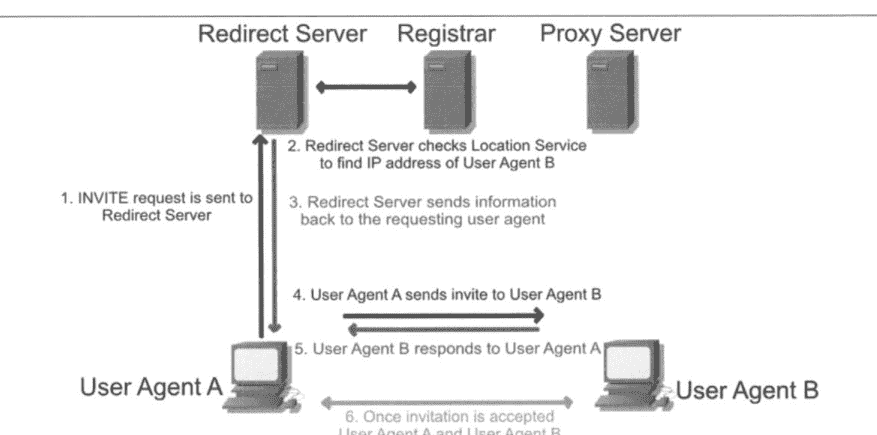 Redirect Server Registrar Proxy Server
2. Redirect Server checks Location Service
to find IP address of User Agent B
1. INVITE request is sent to
Redirect Server
3. Redirect Server sends information
back to the requesting user agent
4. User Agent A sends invite to User Agent B
5. User Agent B responds to User Agent A
User Agent A
User Agent B
6. Once invitation is accepted
User Agent A and User Agent B